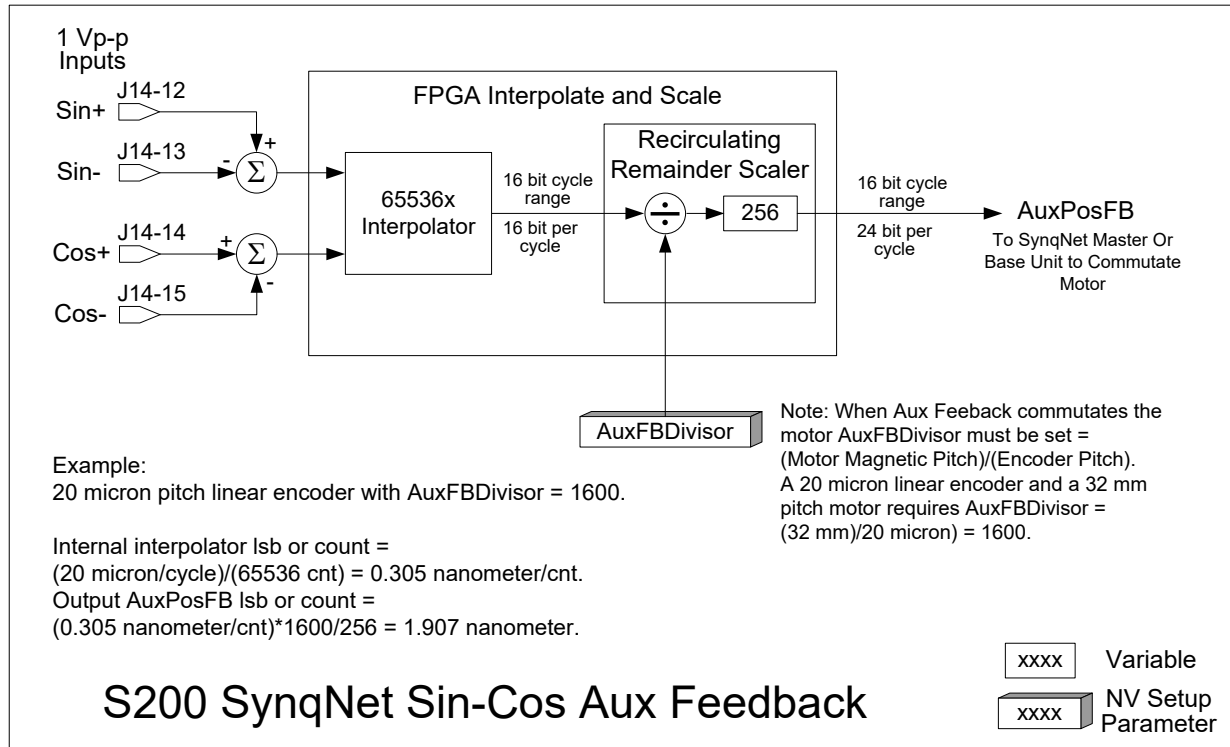 1 Vp-p
Inputs
J14-12
Sin+
+
J14-13
-
Sin-
Σ
J14-14
+
Cos+
Σ
J14-15
-
Cos-
FPGA Interpolate and Scale
65536x
Interpolator
16 bit cycle
range
16 bit per
cycle
Recirculating
Remainder Scaler
÷
256
16 bit cycle
range
24 bit per
cycle
AuxPosFB
To SynqNet Master Or
Base Unit to Commutate
Motor
AuxFBDivisor
Note: When Aux Feeback commutates the
motor AuxFBDivisor must be set =
(Motor Magnetic Pitch)/(Encoder Pitch).
A 20 micron linear encoder and a 32 mm
pitch motor requires AuxFBDivisor =
(32 mm)/20 micron) = 1600.
Example:
20 micron pitch linear encoder with AuxFBDivisor = 1600.
Internal interpolator lsb or count =
(20 micron/cycle)/(65536 cnt) = 0.305 nanometer/cnt.
Output AuxPosFB lsb or count =
(0.305 nanometer/cnt)*1600/256 = 1.907 nanometer.
S200 SynqNet Sin-Cos Aux Feedback
xxxx Variable
xxxx NV Setup
Parameter